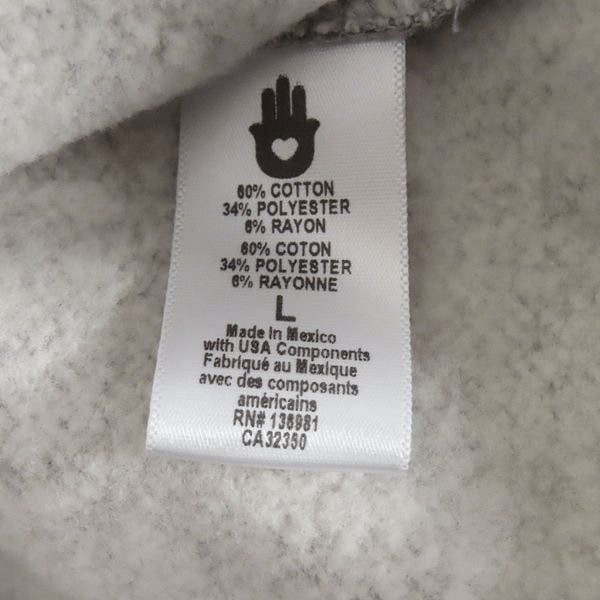 60% COTTON
34% POLYESTER
6% RAYON
60% COTON
34% POLYESTER
6% RAYONNE
L
Made in Mexico
with USA Components
Fabriqué au Mexique
avec des composants
américains
RN# 136981
CA32350